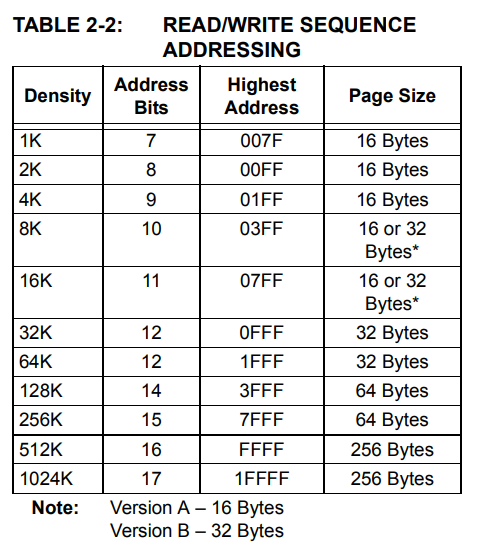 TABLE 2-2: READ/WRITE SEQUENCE
ADDRESSING
Density Address Bits Highest Address Page Size
1K 7 007F 16 Bytes
2K 8 00FF 16 Bytes
4K 9 01FF 16 Bytes
8K 10 03FF 16 or 32 Bytes*
16K 11 07FF 16 or 32 Bytes*
32K 12 0FFF 32 Bytes
64K 12 1FFF 32 Bytes
128K 14 3FFF 64 Bytes
256K 15 7FFF 64 Bytes
512K 16 FFFF 256 Bytes
1024K 17 1FFFF 256 Bytes
Note: Version A – 16 Bytes
Version B – 32 Bytes